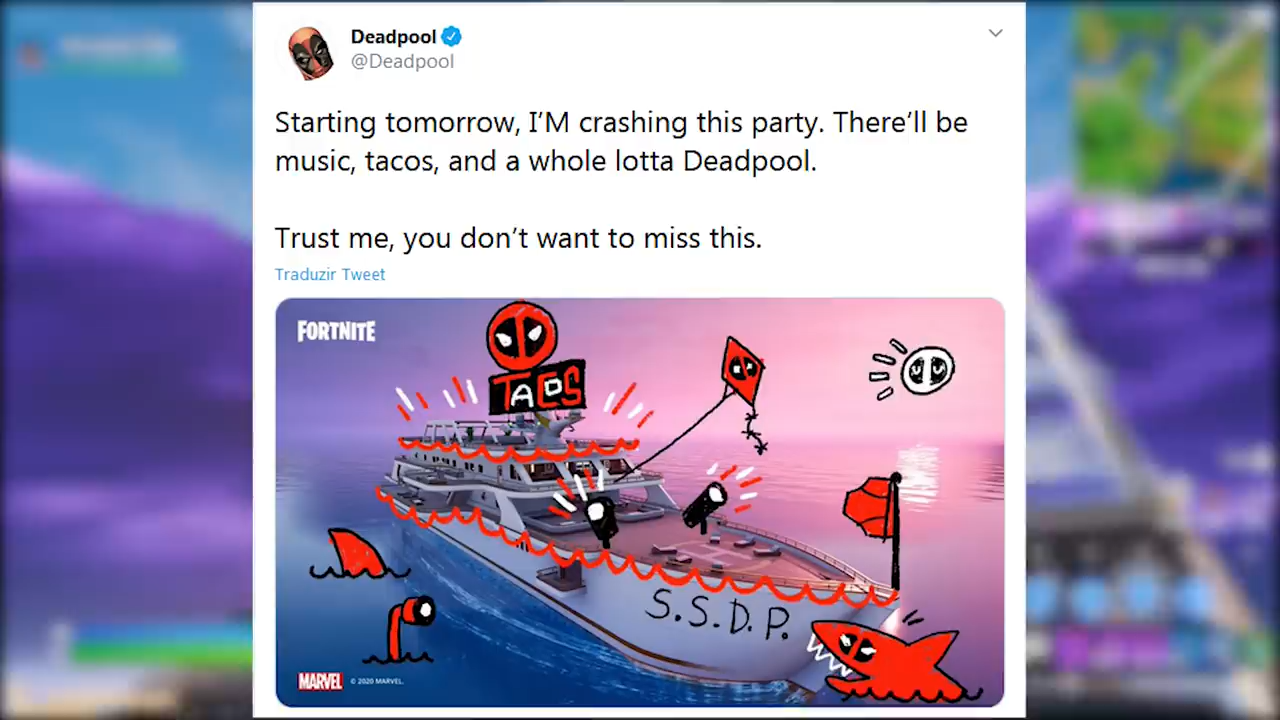 Deadpool
@Deadpool
Starting tomorrow, I’M crashing this party. There’ll be
music, tacos, and a whole lotta Deadpool.
Trust me, you don’t want to miss this.
Traduzir Tweet
FORTNITE
TACOS
S.S.D.P.
MARVEL © 2020 MARVEL.